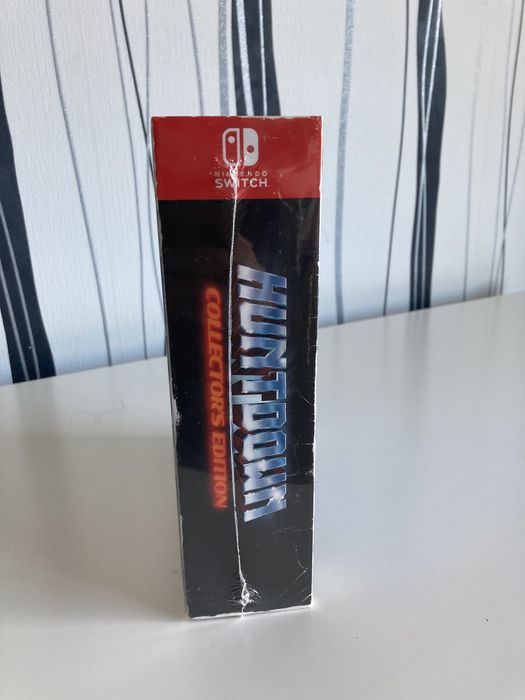 NINTENDO
SWITCH
HUNTDOWN
COLLECTOR'S EDITION